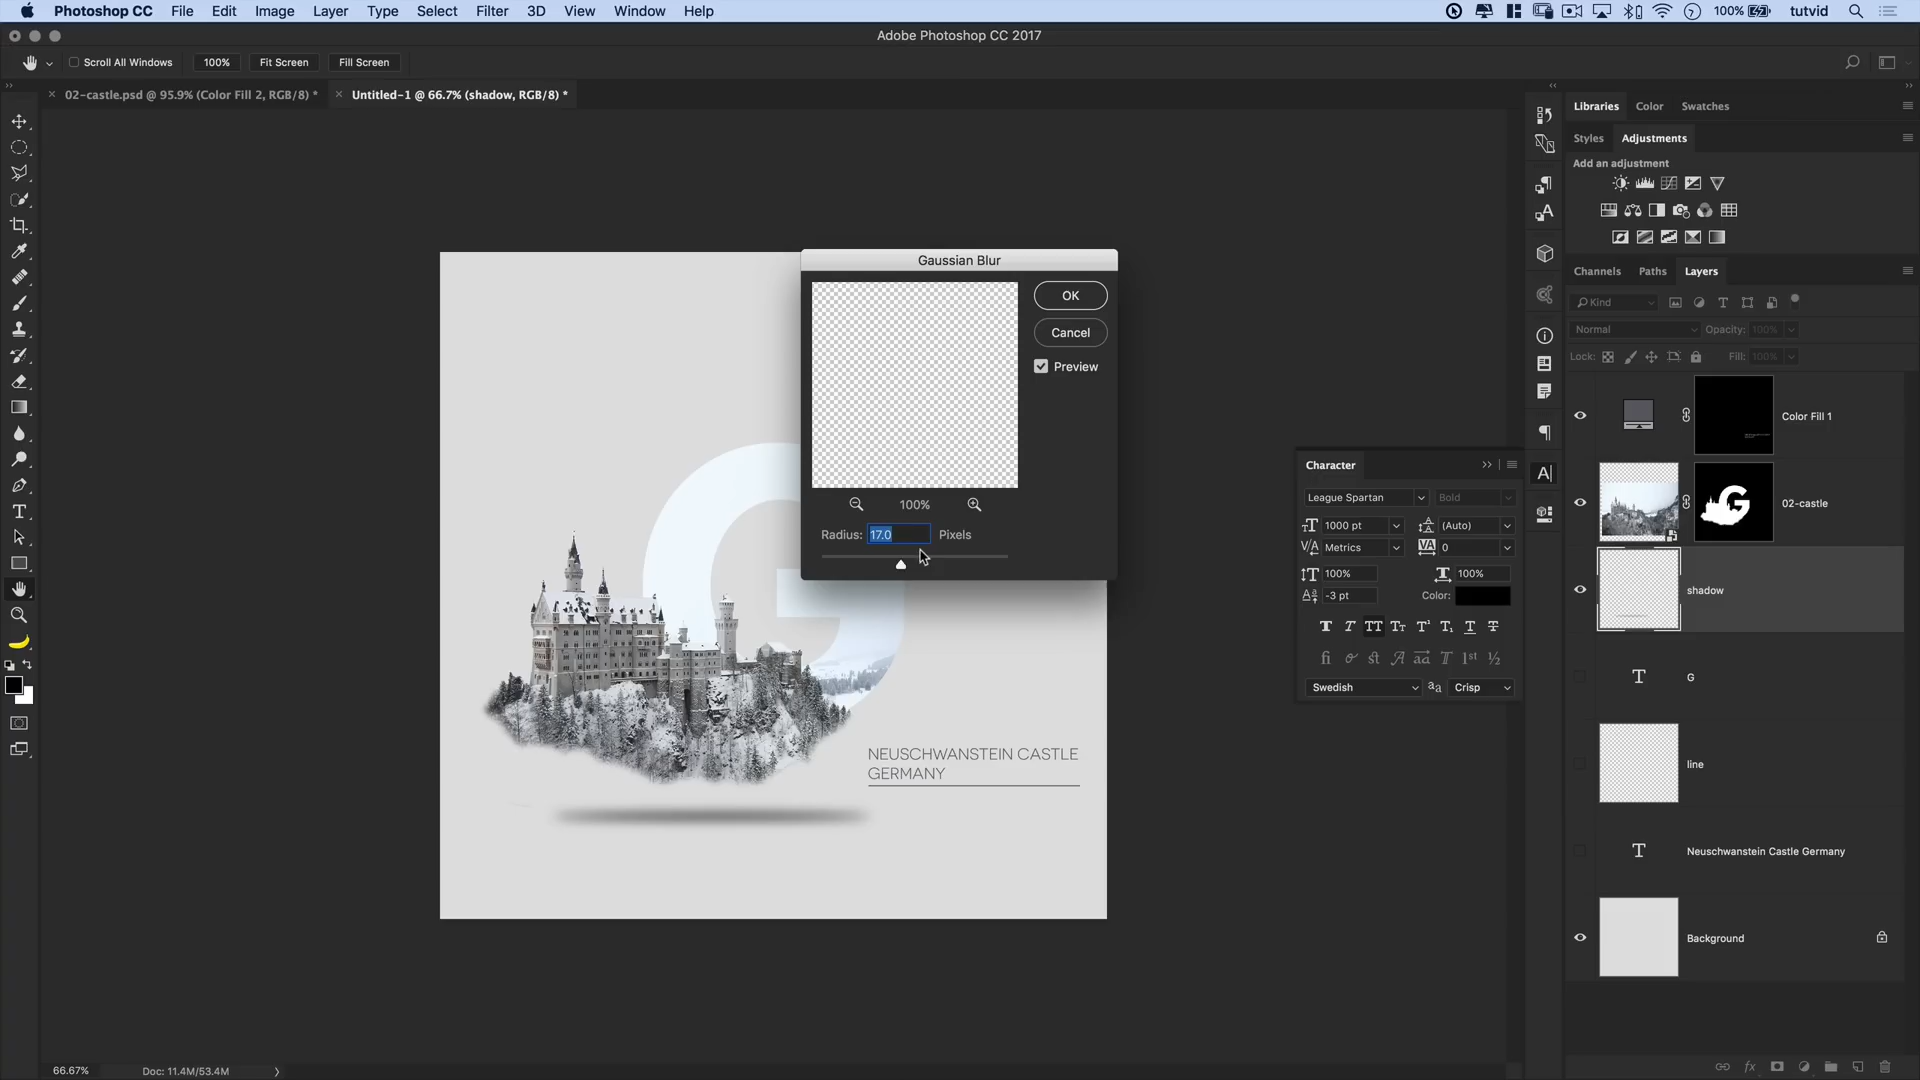 Photoshop CC File Edit Image Layer Type Select Filter 3D View Window Help 100% tutvid
Adobe Photoshop CC 2017
Scroll All Windows 100% Fit Screen Fill Screen
02-castle.psd @ 95.9% (Color Fill 2, RGB/8) * Untitled-1 @ 66.7% (shadow, RGB/8) *
Libraries Color Swatches
Styles Adjustments
Add an adjustment
Channels Paths Layers
Kind
Normal Opacity: 100%
Lock: Fill: 100%
Color Fill 1
02-castle
shadow
T G
line
T Neuschwanstein Castle Germany
Background
Gaussian Blur
OK
Cancel
Preview
100%
Radius: 17.0 Pixels
G
NEUSCHWANSTEIN CASTLE
GERMANY
Character
League Spartan Bold
1000 pt (Auto)
Metrics 0
100% 100%
-3 pt Color:
Swedish Crisp
66.67% Doc: 11.4M/53.4M